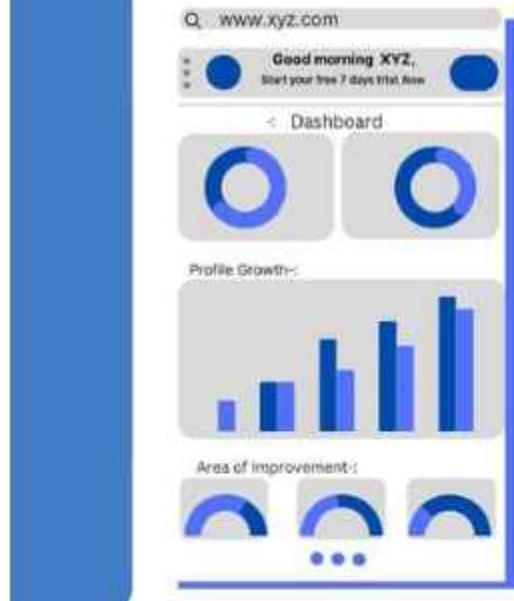 www.xyz.com
Good morning XYZ,
Start your free 7 days trial Now
< Dashboard
Profile Growth-:
Area of Improvement-: